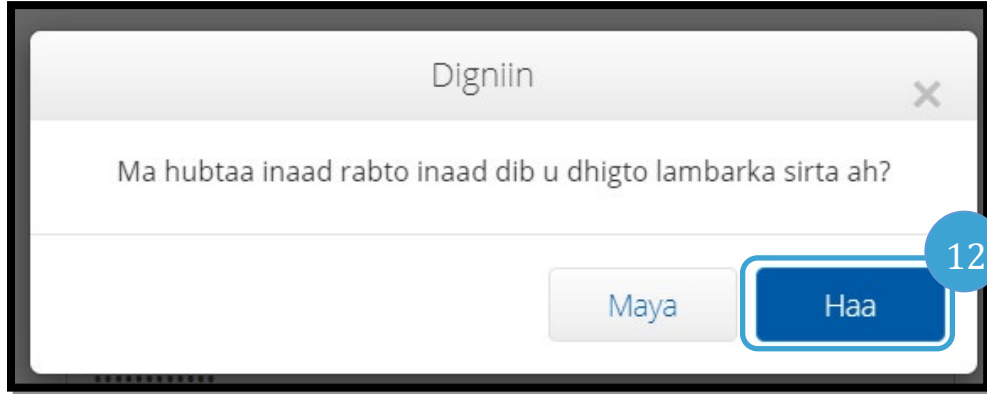 Digniin
×
Ma hubtaa inaad rabto inaad dib u dhigto lambarka sirta ah?
12
Maya
Haa